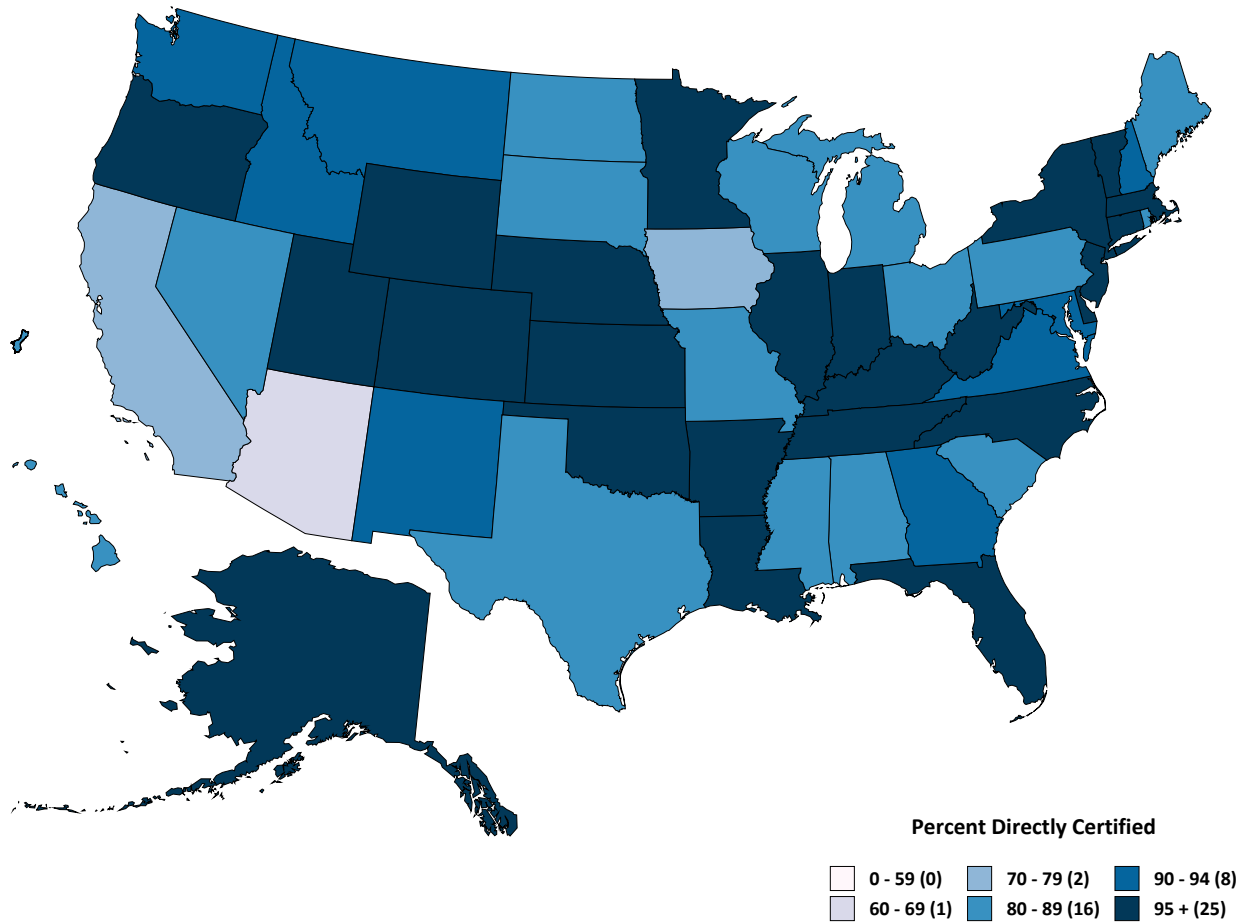 Percent Directly Certified
0 - 59 (0) 70 - 79 (2) 90 - 94 (8)
60 - 69 (1) 80 - 89 (16) 95 + (25)